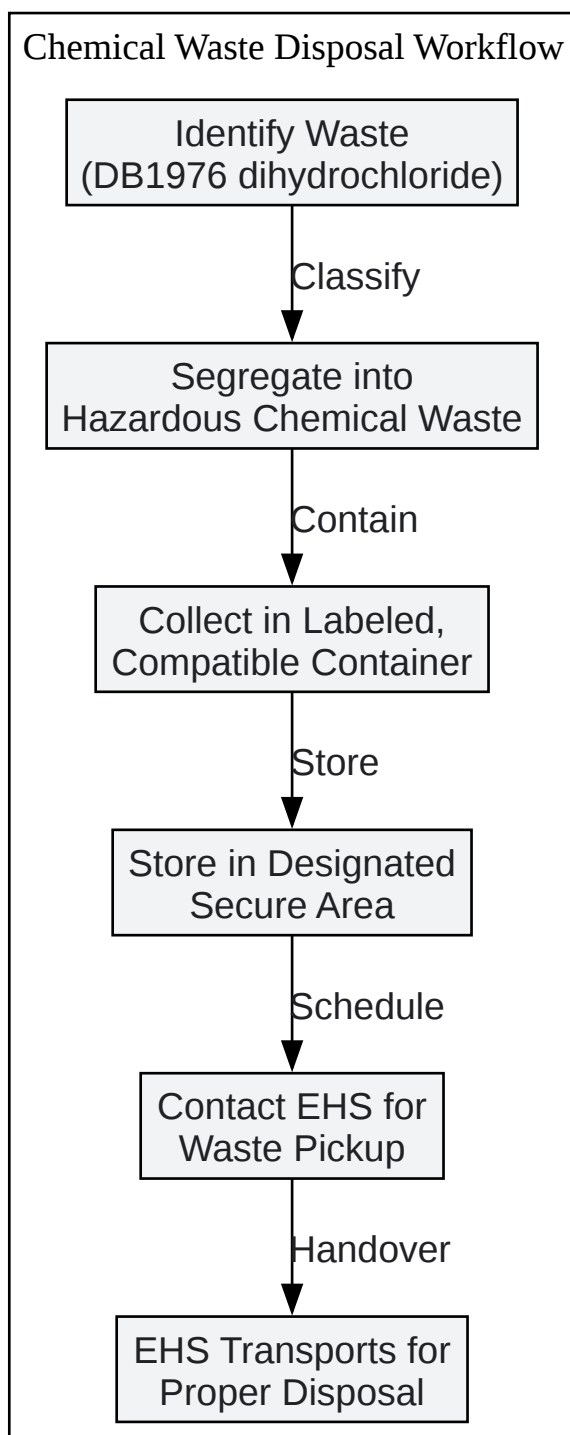 Chemical Waste Disposal Workflow
Identify Waste
(DB1976 dihydrochloride)
Classify
Segregate into
Hazardous Chemical Waste
Contain
Collect in Labeled,
Compatible Container
Store
Store in Designated
Secure Area
Schedule
Contact EHS for
Waste Pickup
Handover
EHS Transports for
Proper Disposal